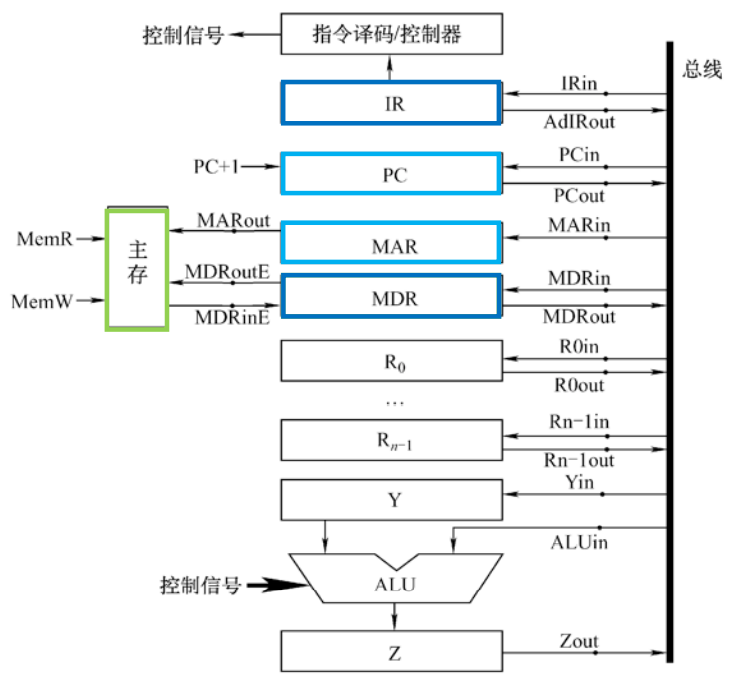 控制信号
指令译码/控制器
总线
IRin
IR
AdIRout
PC+1
PC
PCin
PCout
MemR
MemW
主
存
MARout
MAR
MARin
MDRoutE
MDRinE
MDR
MDRin
MDRout
R0
R0in
R0out
…
Rn-1
Rn-1in
Rn-1out
Y
Yin
ALUin
控制信号
ALU
Z
Zout